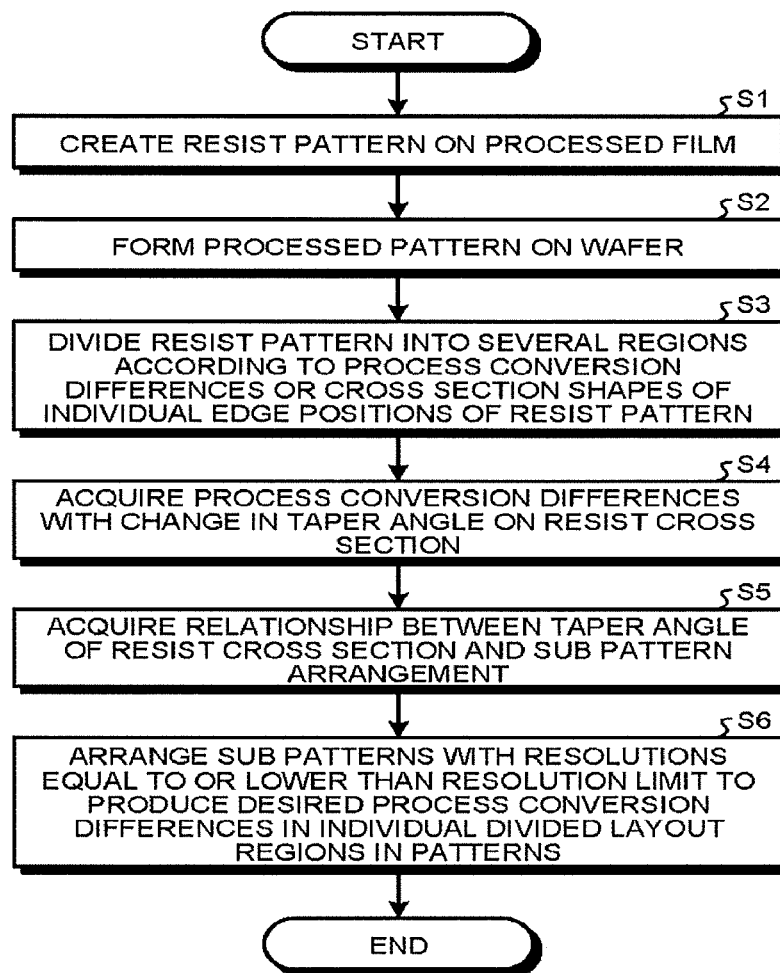 START
S1
CREATE RESIST PATTERN ON PROCESSED FILM
S2
FORM PROCESSED PATTERN ON WAFER
S3
DIVIDE RESIST PATTERN INTO SEVERAL REGIONS
ACCORDING TO PROCESS CONVERSION
DIFFERENCES OR CROSS SECTION SHAPES OF
INDIVIDUAL EDGE POSITIONS OF RESIST PATTERN
S4
ACQUIRE PROCESS CONVERSION DIFFERENCES
WITH CHANGE IN TAPER ANGLE ON RESIST CROSS
SECTION
S5
ACQUIRE RELATIONSHIP BETWEEN TAPER ANGLE
OF RESIST CROSS SECTION AND SUB PATTERN
ARRANGEMENT
S6
ARRANGE SUB PATTERNS WITH RESOLUTIONS
EQUAL TO OR LOWER THAN RESOLUTION LIMIT TO
PRODUCE DESIRED PROCESS CONVERSION
DIFFERENCES IN INDIVIDUAL DIVIDED LAYOUT
REGIONS IN PATTERNS
END